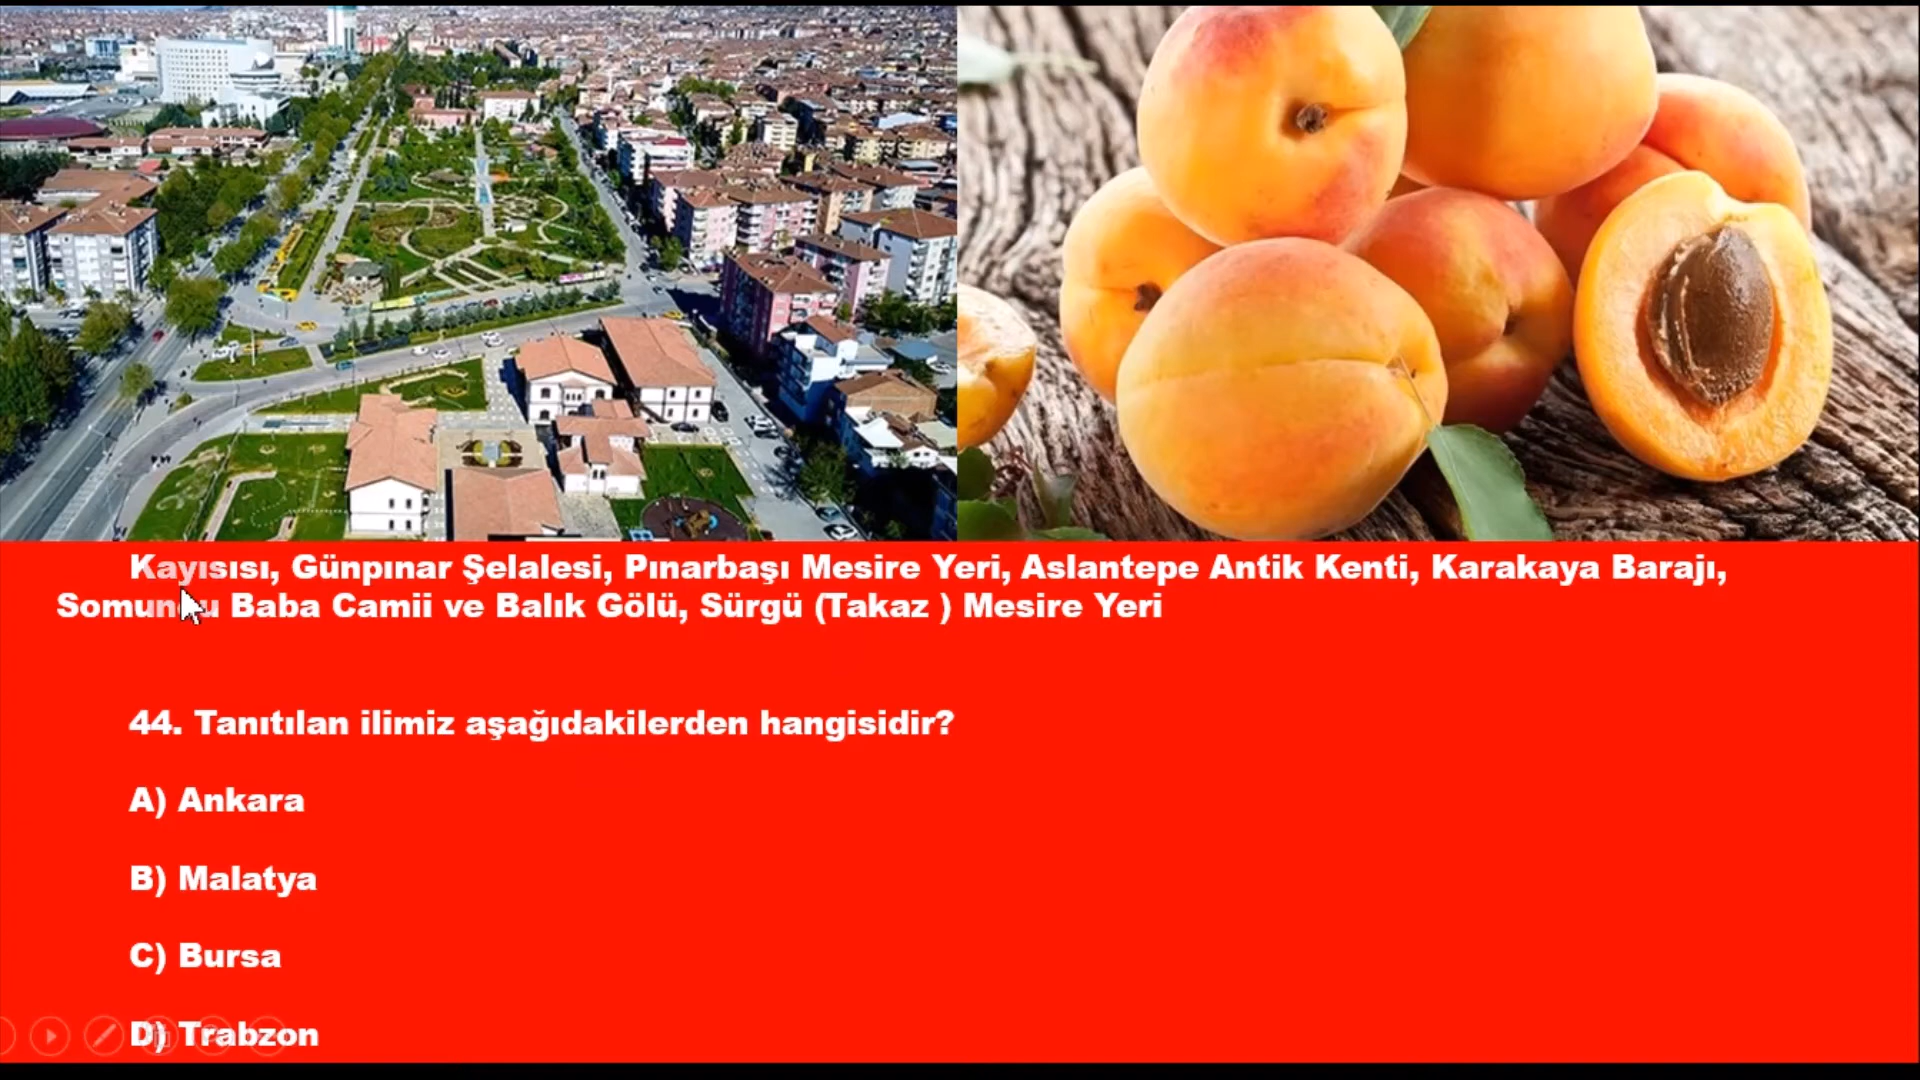 Kayısısı, Günpınar Şelalesi, Pınarbaşı Mesire Yeri, Aslantepe Antik Kenti, Karakaya Barajı,
Somuncu Baba Camii ve Balık Gölü, Sürgü (Takaz ) Mesire Yeri
44. Tanıtılan ilimiz aşağıdakilerden hangisidir?
A) Ankara
B) Malatya
C) Bursa
D) Trabzon